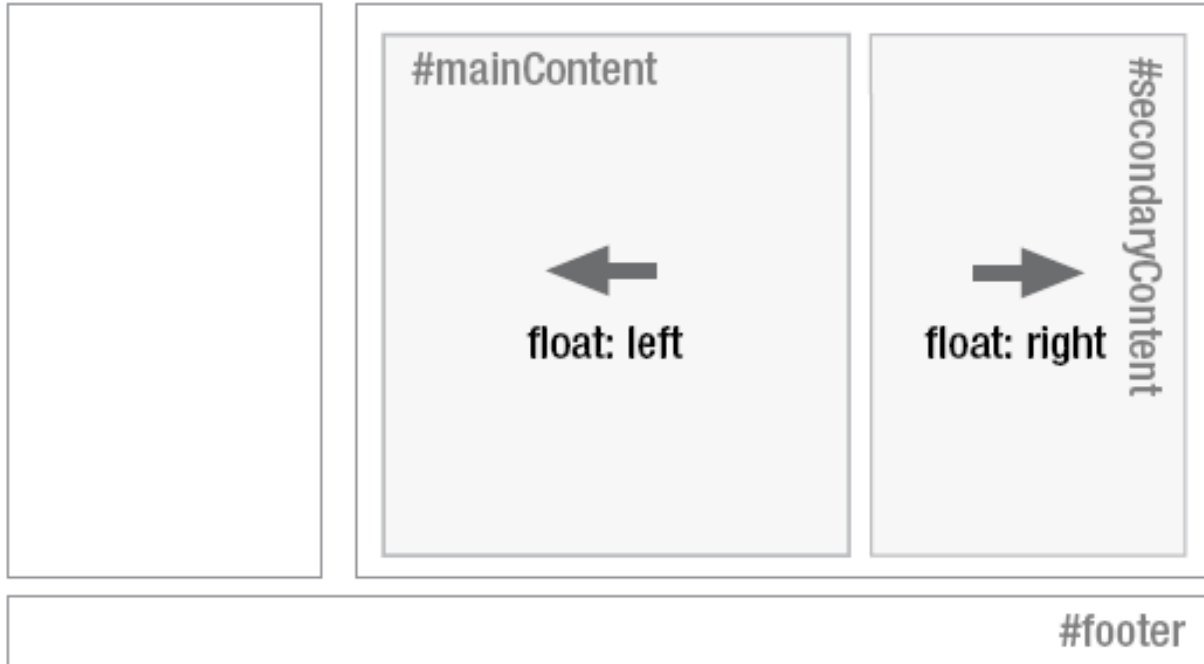 #mainContent
#secondaryContent
float: left
float: right
#footer